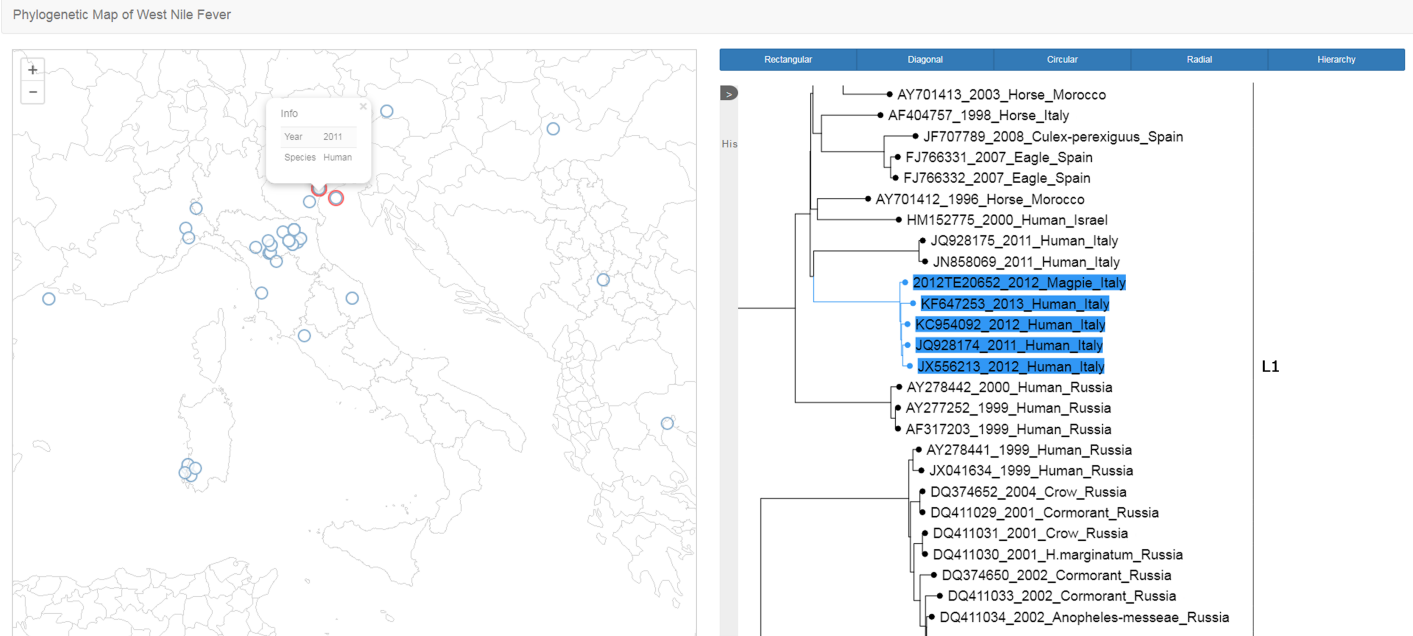 Phylogenetic Map of West Nile Fever
+
−
Info
×
Year 2011
Species Human
Rectangular Diagonal Circular Radial Hierarchy
>
His
AY701413_2003_Horse_Morocco
AF404757_1998_Horse_Italy
JF707789_2008_Culex-perexiguus_Spain
FJ766331_2007_Eagle_Spain
FJ766332_2007_Eagle_Spain
AY701412_1996_Horse_Morocco
HM152775_2000_Human_Israel
JQ928175_2011_Human_Italy
JN858069_2011_Human_Italy
2012TE20652_2012_Magpie_Italy
KF647253_2013_Human_Italy
KC954092_2012_Human_Italy
JQ928174_2011_Human_Italy
JX556213_2012_Human_Italy
L1
AY278442_2000_Human_Russia
AY277252_1999_Human_Russia
AF317203_1999_Human_Russia
AY278441_1999_Human_Russia
JX041634_1999_Human_Russia
DQ374652_2004_Crow_Russia
DQ411029_2001_Cormorant_Russia
DQ411031_2001_Crow_Russia
DQ411030_2001_H.marginatum_Russia
DQ374650_2002_Cormorant_Russia
DQ411033_2002_Cormorant_Russia
DQ411034_2002_Anopheles-messeae_Russia